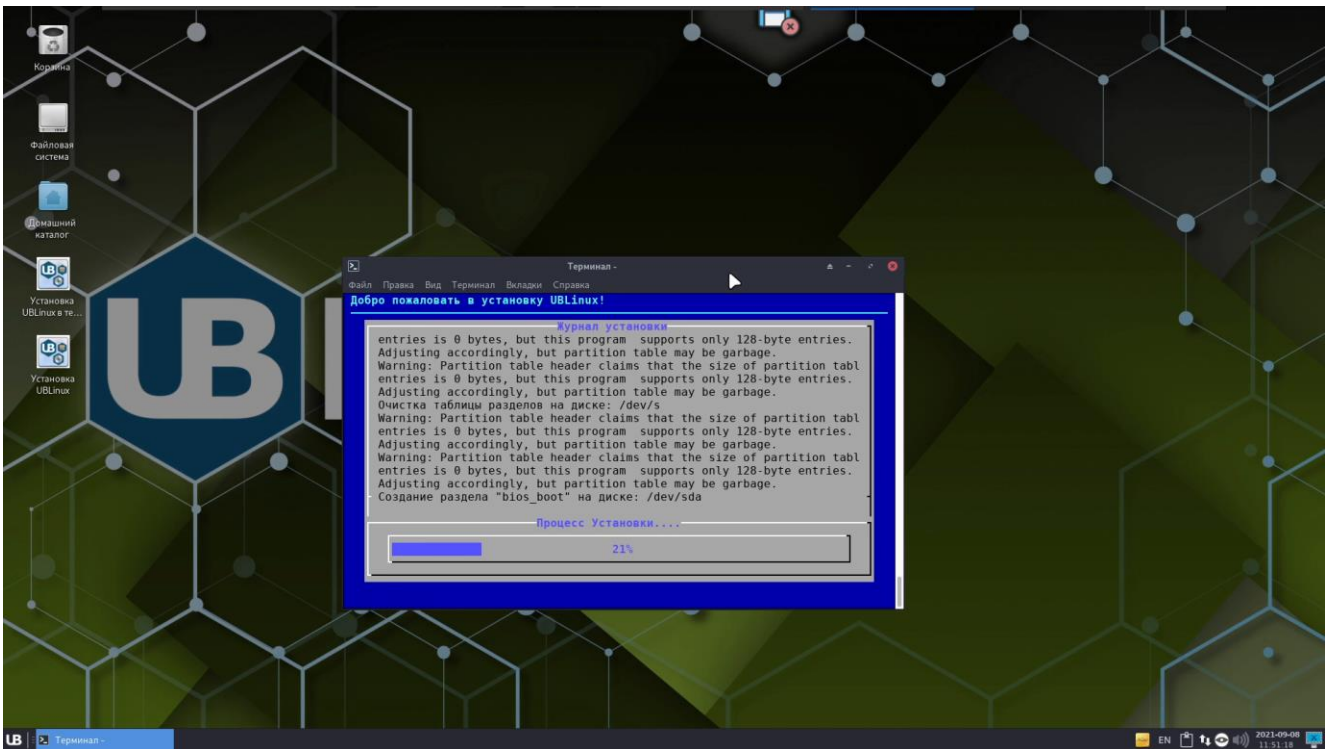 Корзина
Файловая
система
Домашний
каталог
Установка
UBLinux в те...
Установка
UBLinux
UB
Терминал -
Файл Правка Вид Терминал Вкладки Справка
Добро пожаловать в установку UBLinux!
Журнал установки
entries is 0 bytes, but this program  supports only 128-byte entries.
Adjusting accordingly, but partition table may be garbage.
Warning: Partition table header claims that the size of partition tabl
entries is 0 bytes, but this program  supports only 128-byte entries.
Adjusting accordingly, but partition table may be garbage.
Очистка таблицы разделов на диске: /dev/s
Warning: Partition table header claims that the size of partition tabl
entries is 0 bytes, but this program  supports only 128-byte entries.
Adjusting accordingly, but partition table may be garbage.
Warning: Partition table header claims that the size of partition tabl
entries is 0 bytes, but this program  supports only 128-byte entries.
Adjusting accordingly, but partition table may be garbage.
Создание раздела "bios_boot" на диске: /dev/sda
Процесс Установки....
21%
UB
Терминал -
EN
2021-09-08
11:51:18